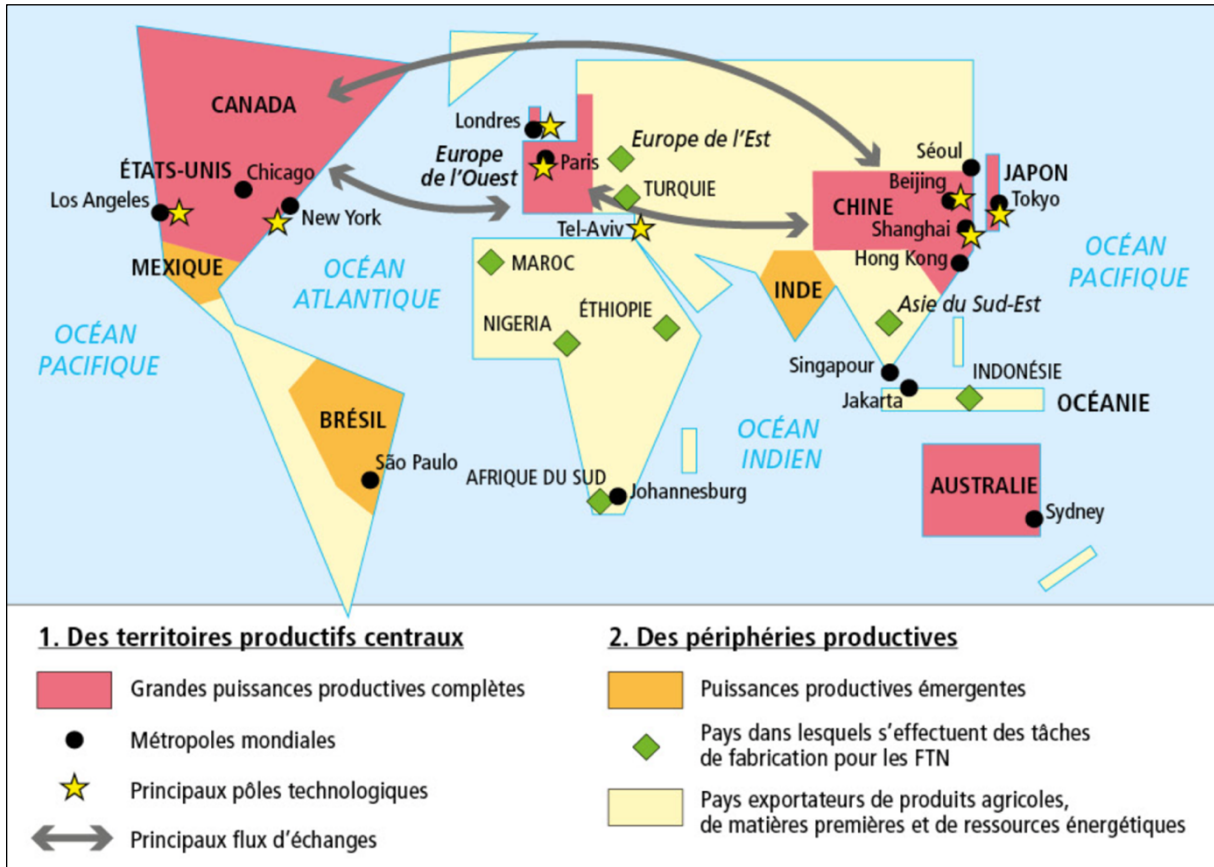 CANADA
ÉTATS-UNIS
Chicago
Los Angeles
New York
MEXIQUE
OCÉAN
ATLANTIQUE
OCÉAN
PACIFIQUE
BRÉSIL
São Paulo
Londres
Europe
de l'Ouest
Paris
Europe de l'Est
TURQUIE
Tel-Aviv
MAROC
NIGERIA
ÉTHIOPIE
AFRIQUE DU SUD
Johannesburg
OCÉAN
INDIEN
Séoul
Beijing
JAPON
Tokyo
CHINE
Shanghai
Hong Kong
INDE
Asie du Sud-Est
Singapour
Jakarta
INDONÉSIE
OCÉANIE
OCÉAN
PACIFIQUE
AUSTRALIE
Sydney
1. Des territoires productifs centraux
Grandes puissances productives complètes
Métropoles mondiales
Principaux pôles technologiques
Principaux flux d'échanges
2. Des périphéries productives
Puissances productives émergentes
Pays dans lesquels s'effectuent des tâches
de fabrication pour les FTN
Pays exportateurs de produits agricoles,
de matières premières et de ressources énergétiques